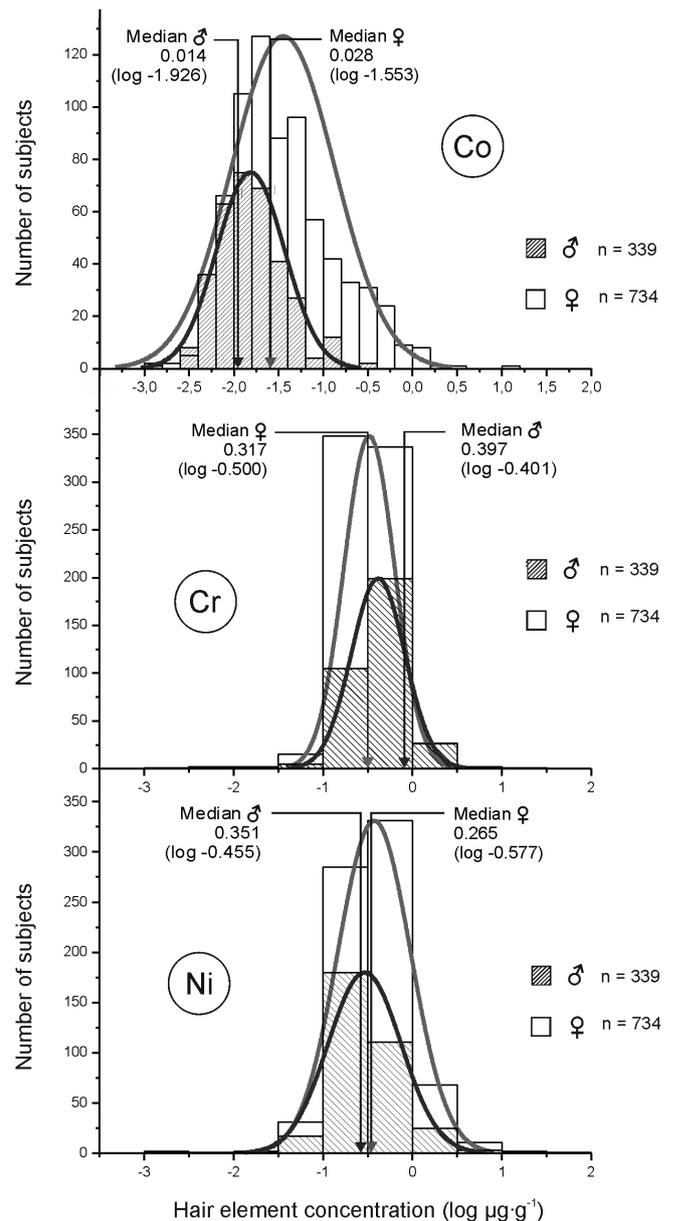 Median ♂
0.014
(log -1.926)
Median ♀
0.028
(log -1.553)
Number of subjects
120
100
80
60
40
20
0
Co
♂ n = 339
♀ n = 734
-3,0 -2,5 -2,0 -1,5 -1,0 -0,5 0,0 0,5 1,0 1,5 2,0
Median ♀
0.317
(log -0.500)
Median ♂
0.397
(log -0.401)
Number of subjects
350
300
250
200
150
100
50
0
Cr
♂ n = 339
♀ n = 734
-3 -2 -1 0 1 2
Median ♂
0.351
(log -0.455)
Median ♀
0.265
(log -0.577)
Number of subjects
350
300
250
200
150
100
50
0
Ni
♂ n = 339
♀ n = 734
-3 -2 -1 0 1 2
Hair element concentration (log µg·g⁻¹)